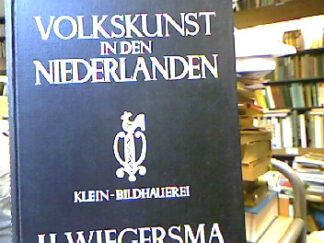 VOLKSKUNST
IN DEN
NIEDERLANDEN
KLEIN-BILDHAUEREI
H. WIEGERSMA